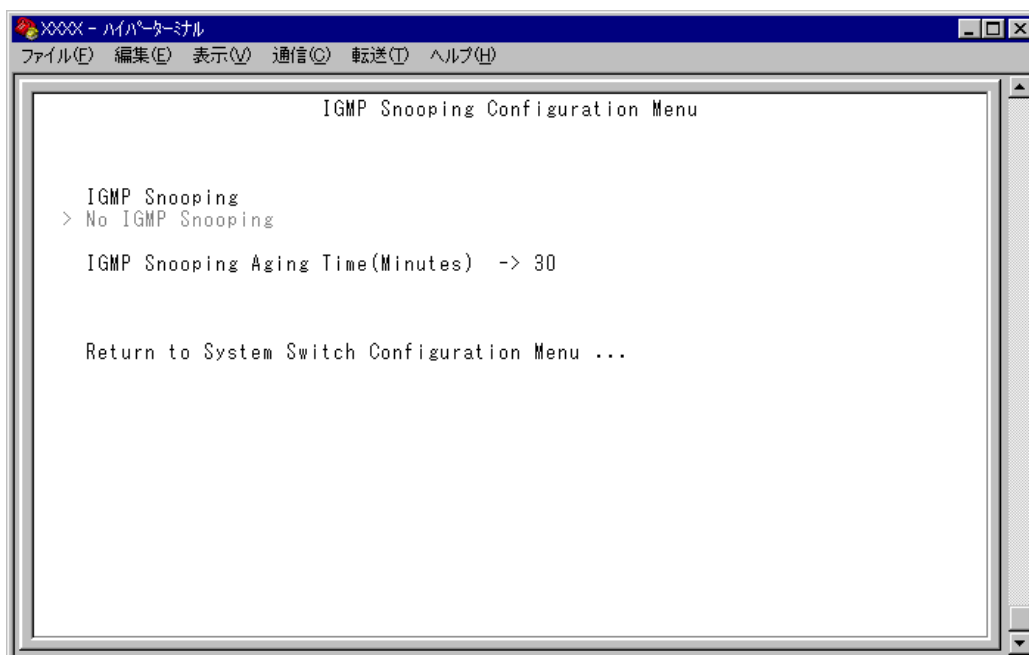 XXXX - ﾊｲﾊﾟｰﾀｰﾐﾅﾙ
ファイル(F) 編集(E) 表示(V) 通信(C) 転送(T) ヘルプ(H)
IGMP Snooping Configuration Menu
IGMP Snooping
> No IGMP Snooping
IGMP Snooping Aging Time(Minutes) -> 30
Return to System Switch Configuration Menu ...